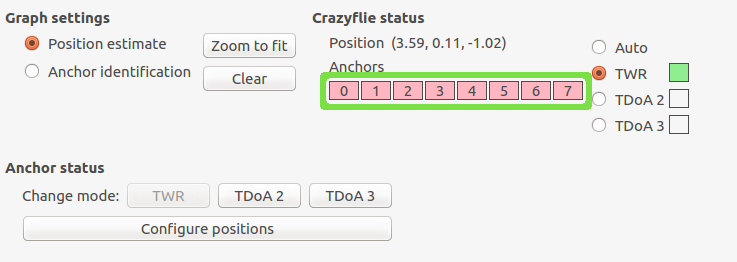 Graph settings
Position estimate
Zoom to fit
Anchor identification
Clear
Crazyflie status
Position (3.59, 0.11, -1.02)
Anchors
0 1 2 3 4 5 6 7
Auto
TWR
TDoA 2
TDoA 3
Anchor status
Change mode: TWR TDoA 2 TDoA 3
Configure positions